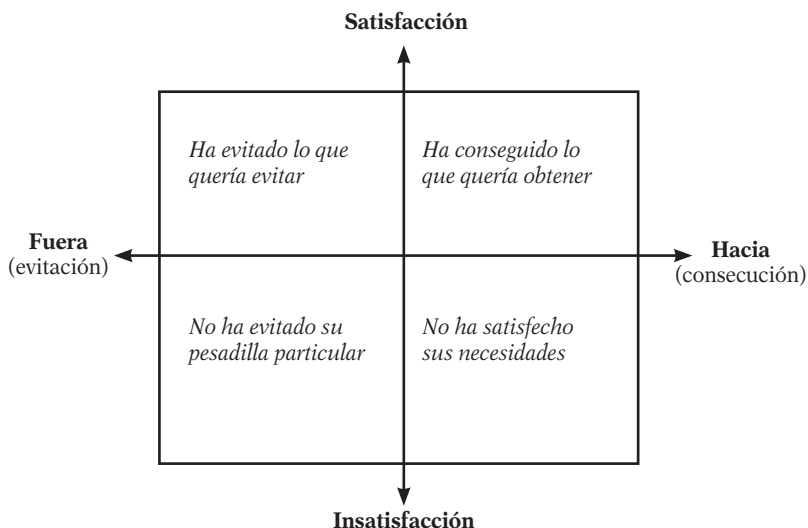 Satisfacción
Ha evitado lo que
quería evitar
Ha conseguido lo
que quería obtener
Fuera
(evitación)
Hacia
(consecución)
No ha evitado su
pesadilla particular
No ha satisfecho
sus necesidades
Insatisfacción